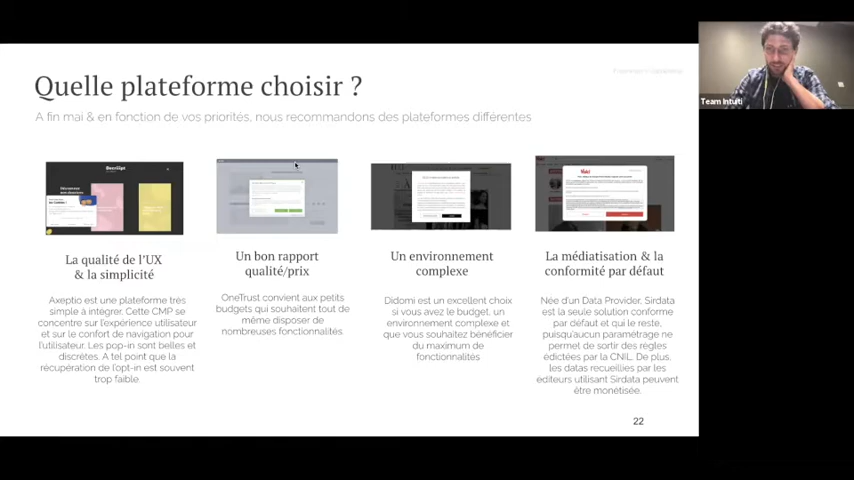 Quelle plateforme choisir ?
A fin mai & en fonction de vos priorités, nous recommandons des plateformes différentes
Team Intuiti
La qualité de l'UX
& la simplicité
Axeptio est une plateforme très
simple à intégrer. Cette CMP se
concentre sur l'expérience utilisateur
et sur le confort de navigation pour
l'utilisateur. Les pop-in sont belles et
discrètes. A tel point que la
récupération de l'opt-in est souvent
trop faible
Un bon rapport
qualité/prix
OneTrust convient aux petits
budgets qui souhaitent tout de
même disposer de
nombreuses fonctionnalités.
Un environnement
complexe
Didomi est un excellent choix
si vous avez le budget, un
environnement complexe et
que vous souhaitez bénéficier
du maximum de
fonctionnalités
La médiatisation & la
conformité par défaut
Née d'un Data Provider, Sirdata
est la seule solution conforme
par défaut et qui le reste,
puisqu'aucun paramétrage ne
permet de sortir des règles
édictées par la CNIL. De plus,
les datas recueillies par les
éditeurs utilisant Sirdata peuvent
être monétisée.
22